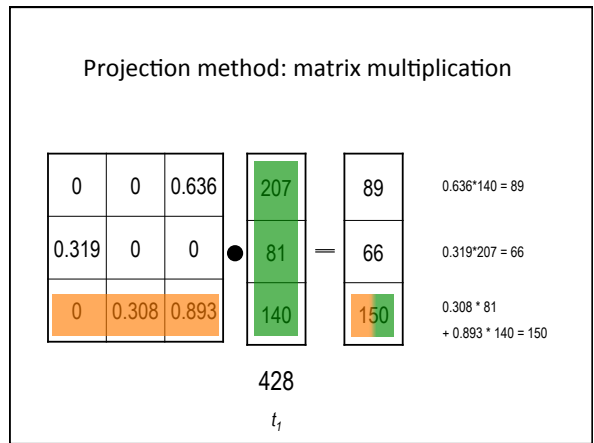 Projection method: matrix multiplication
0 0 0.636 207 89 0.636*140 = 89
0.319 0 0 ● 81 = 66 0.319*207 = 66
0 0.308 0.893 140 150 0.308 * 81
+ 0.893 * 140 = 150
428
t1